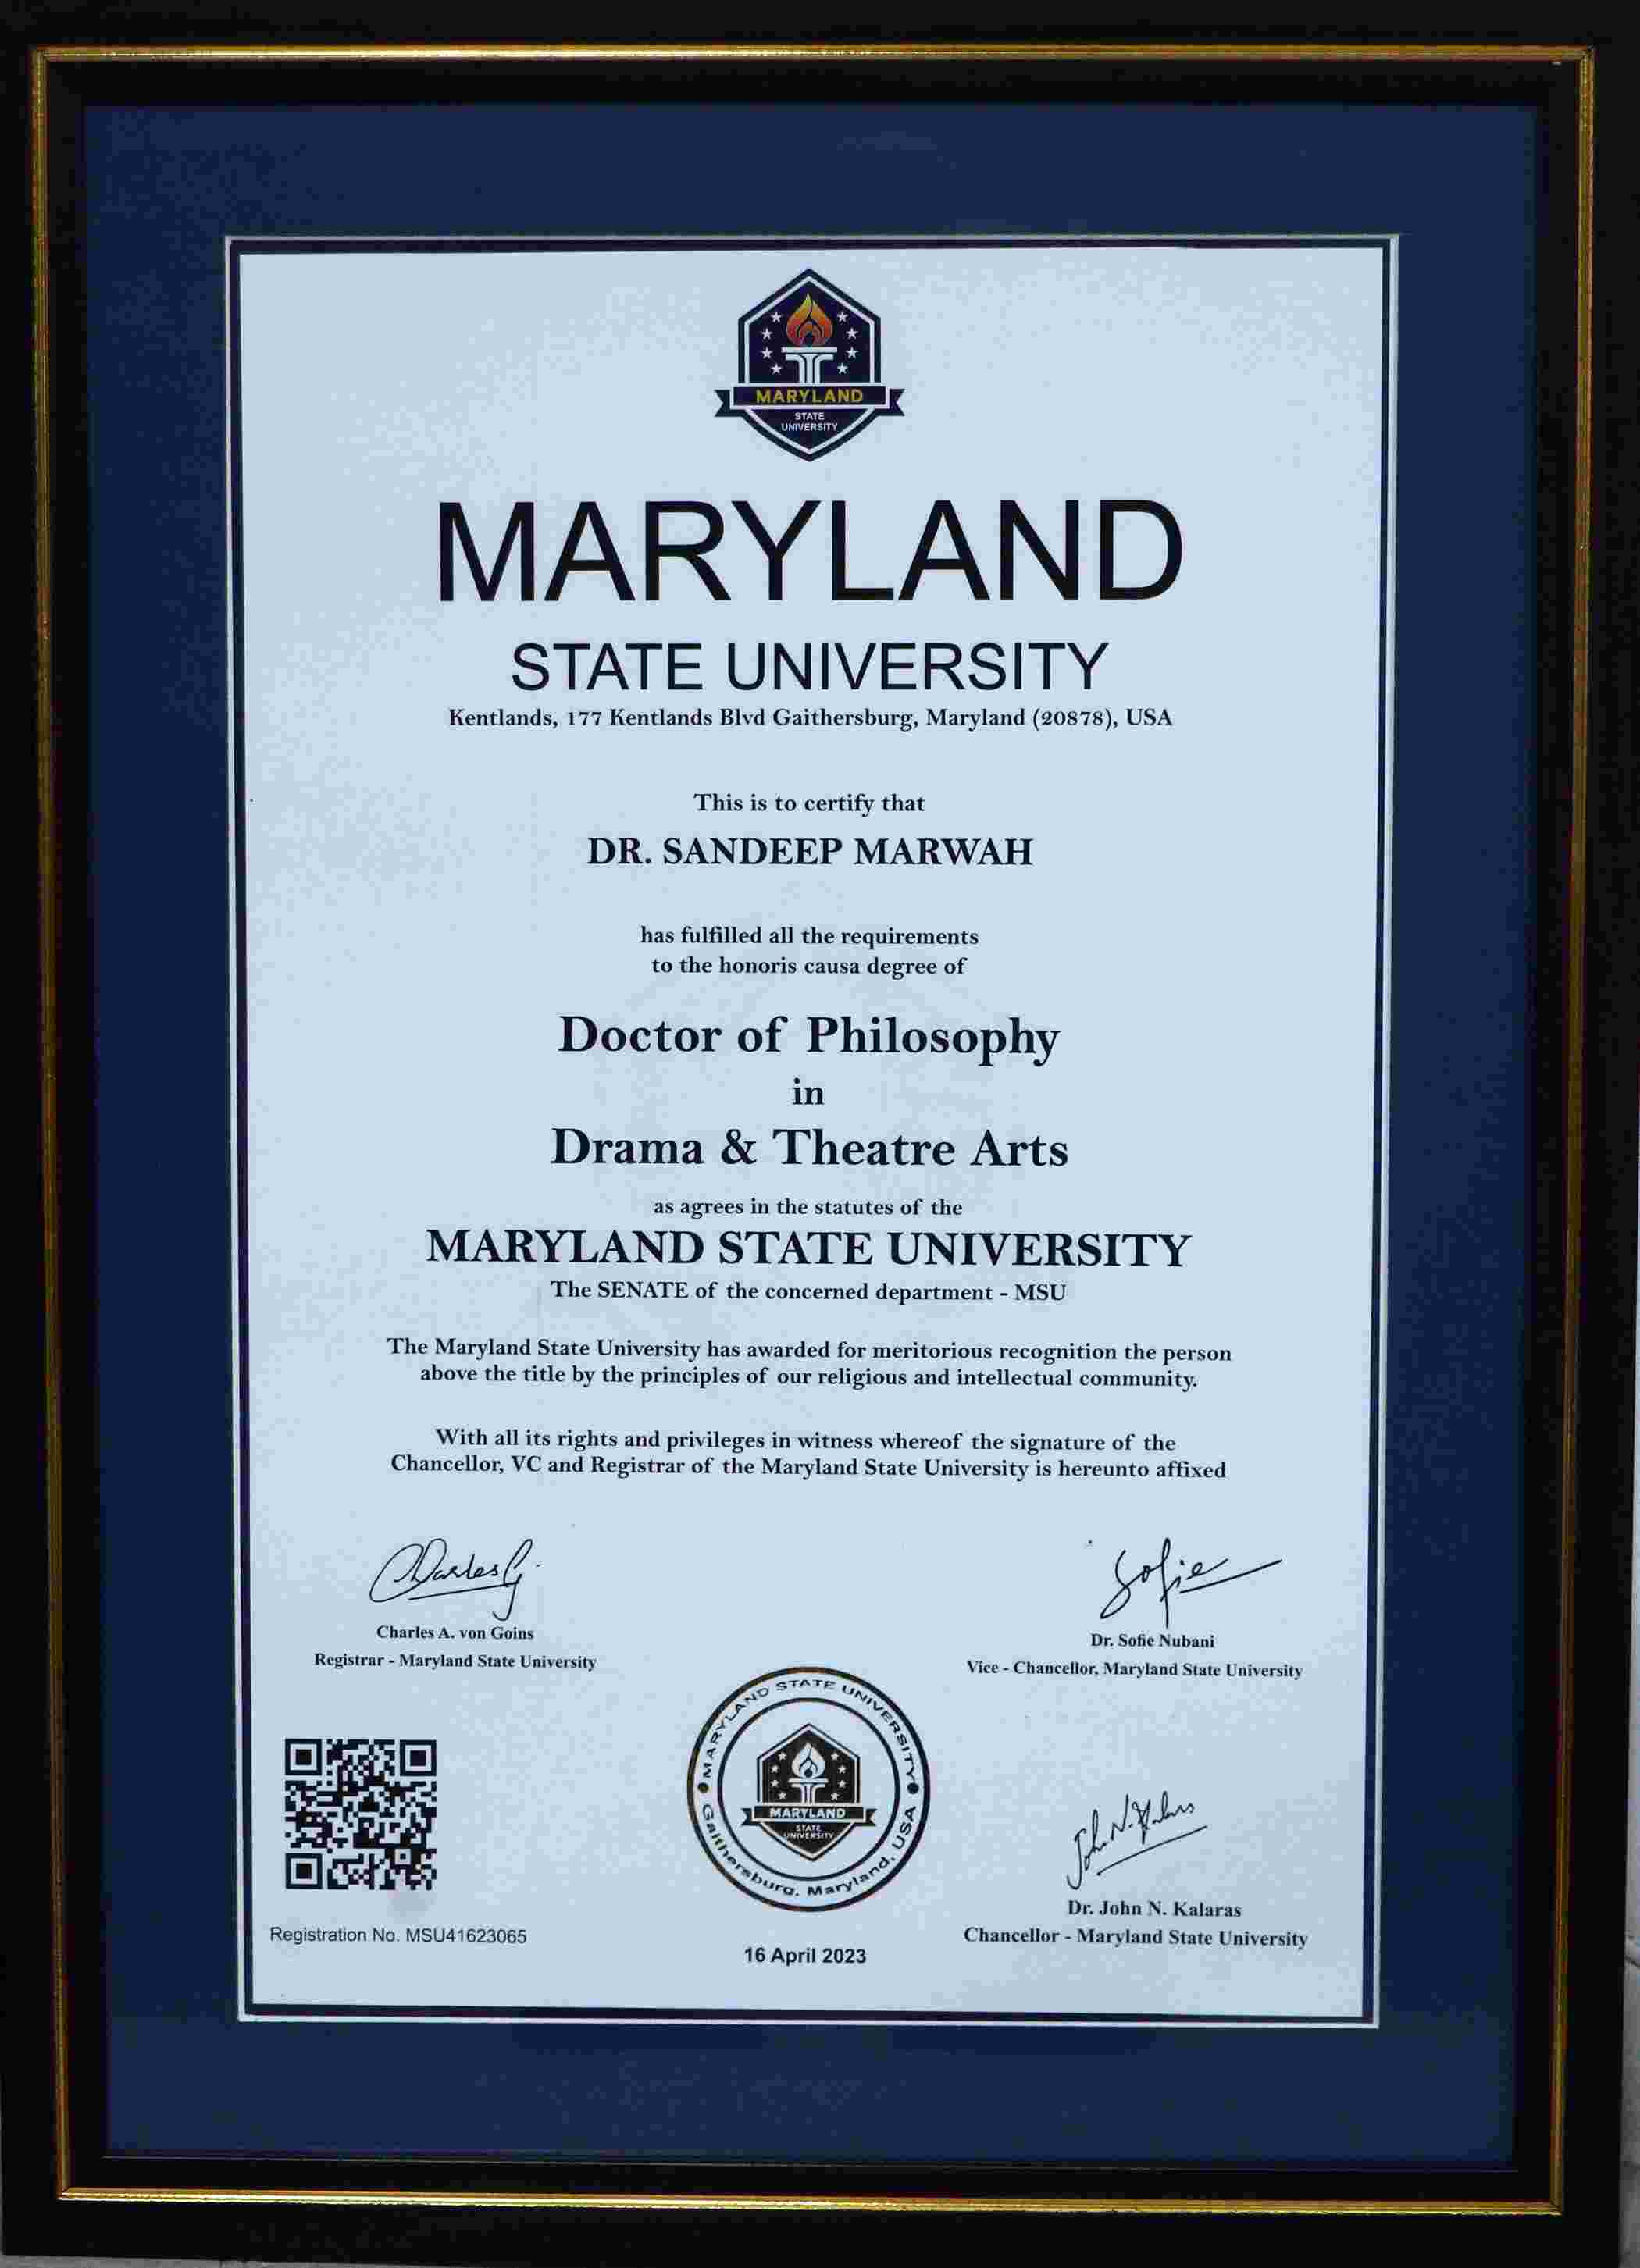 MARYLAND
STATE
UNIVERSITY
MARYLAND
STATE UNIVERSITY
Kentlands, 177 Kentlands Blvd Gaithersburg, Maryland (20878), USA
This is to certify that
DR. SANDEEP MARWAH
has fulfilled all the requirements
to the honoris causa degree of
Doctor of Philosophy
in
Drama & Theatre Arts
as agrees in the statutes of the
MARYLAND STATE UNIVERSITY
The SENATE of the concerned department - MSU
The Maryland State University has awarded for meritorious recognition the person
above the title by the principles of our religious and intellectual community.
With all its rights and privileges in witness whereof the signature of the
Chancellor, VC and Registrar of the Maryland State University is hereunto affixed
Charles G.
Charles A. von Goins
Registrar - Maryland State University
Sofie
Dr. Sofie Nubani
Vice - Chancellor, Maryland State University
MARYLAND STATE UNIVERSITY
MARYLAND
STATE
UNIVERSITY
Gaithersburg, Maryland, USA
John N. Kalaras
Dr. John N. Kalaras
Chancellor - Maryland State University
Registration No. MSU41623065
16 April 2023